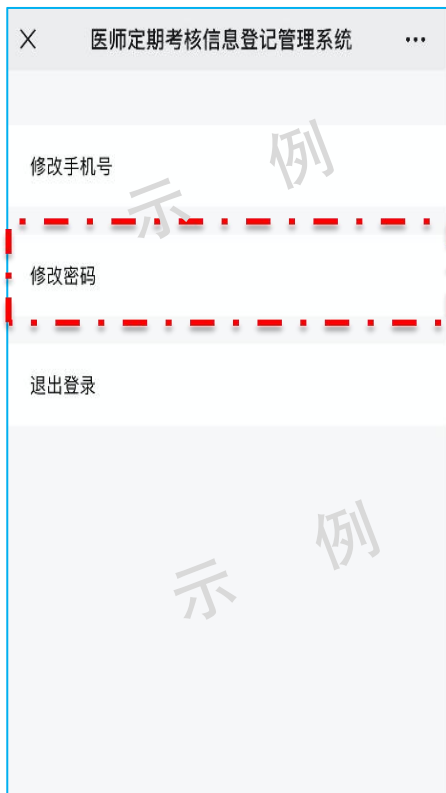 医师定期考核信息登记管理系统
修改手机号
示例
修改密码
退出登录
示例